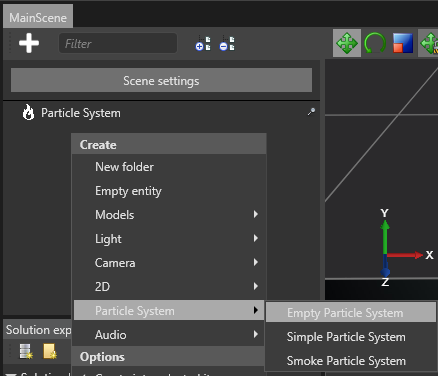 MainScene
Filter
Scene settings
Particle System
Create
New folder
Empty entity
Models
Light
Camera
2D
Particle System
Empty Particle System
Audio
Simple Particle System
Options
Smoke Particle System
Solution exp
Y
X
Z